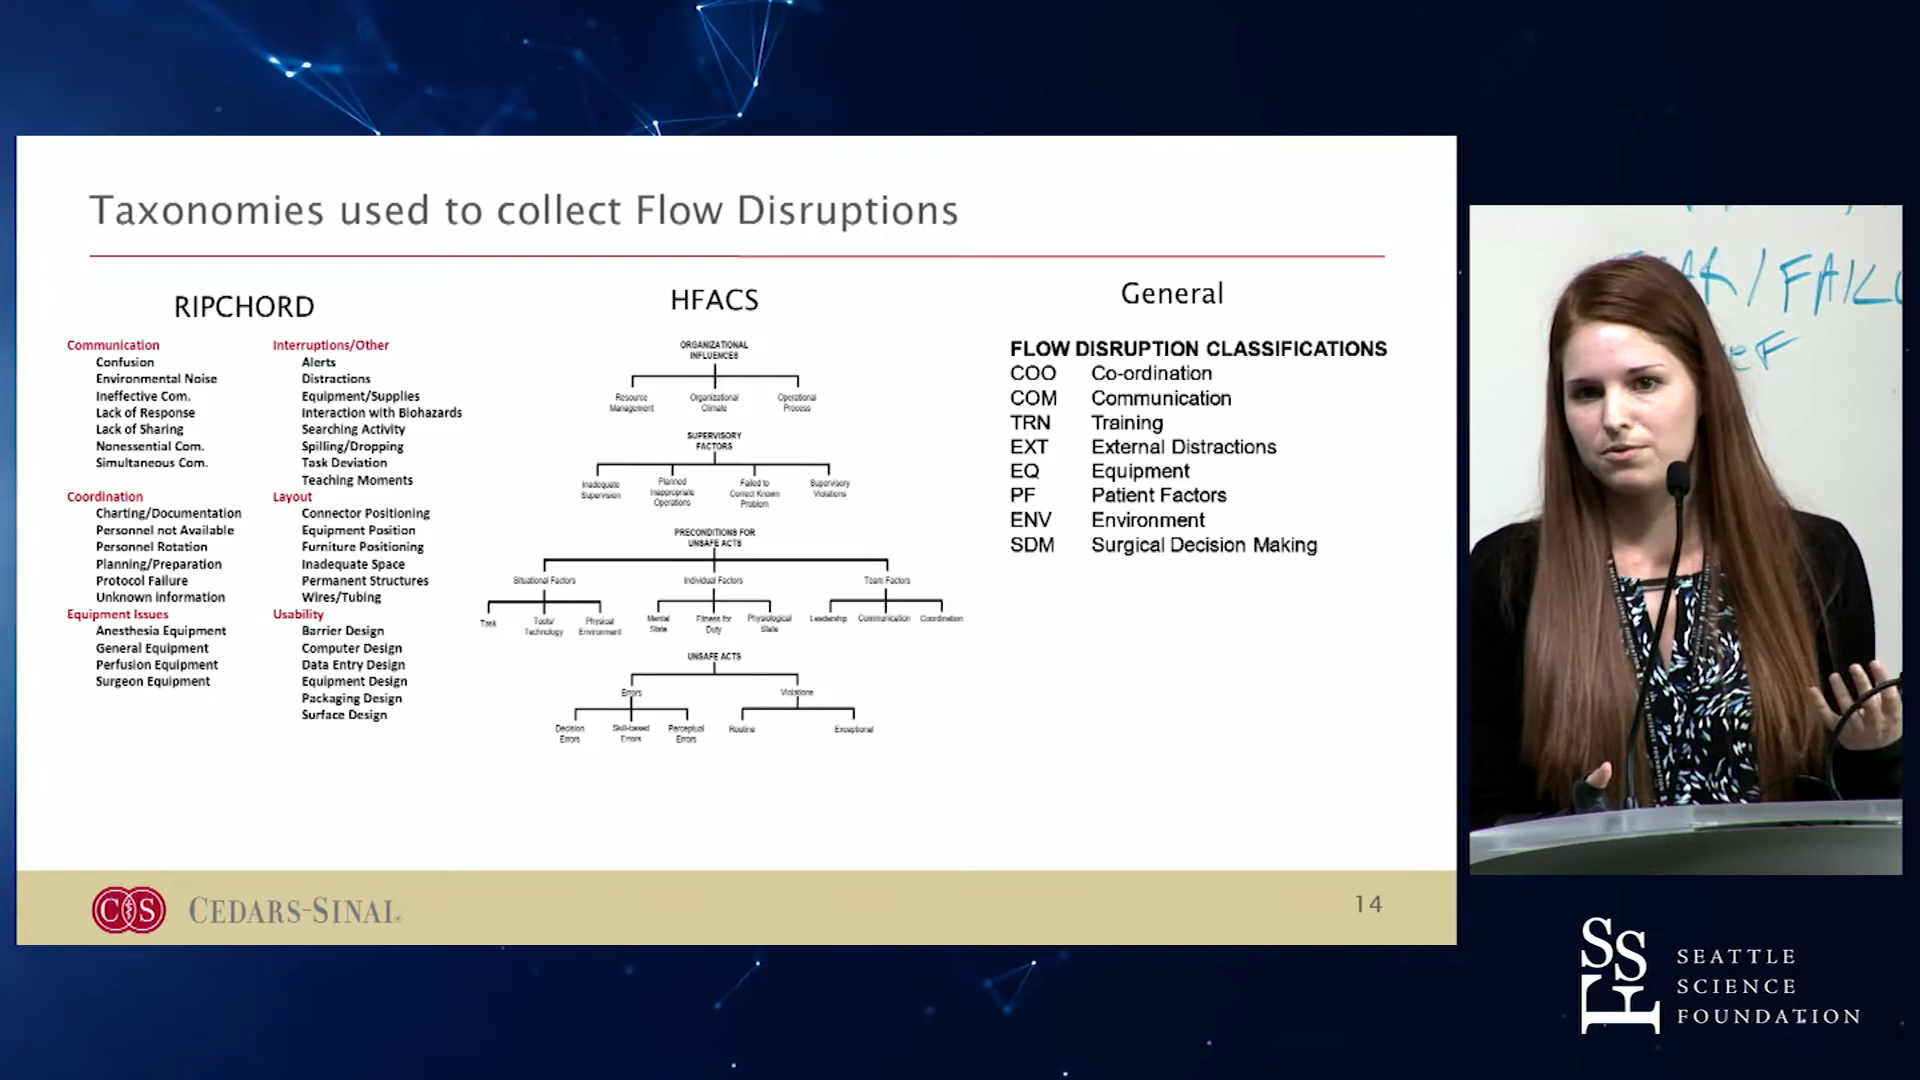 Taxonomies used to collect Flow Disruptions
RIPCHORD
Communication
Confusion
Environmental Noise
Ineffective Com.
Lack of Response
Lack of Sharing
Nonessential Com.
Simultaneous Com.
Coordination
Charting/Documentation
Personnel not Available
Personnel Rotation
Planning/Preparation
Protocol Failure
Unknown information
Equipment Issues
Anesthesia Equipment
General Equipment
Perfusion Equipment
Surgeon Equipment
Interruptions/Other
Alerts
Distractions
Equipment/Supplies
Interaction with Biohazards
Searching Activity
Spilling/Dropping
Task Deviation
Teaching Moments
Layout
Connector Positioning
Equipment Position
Furniture Positioning
Inadequate Space
Permanent Structures
Wires/Tubing
Usability
Barrier Design
Computer Design
Data Entry Design
Equipment Design
Packaging Design
Surface Design
HFACS
ORGANIZATIONAL
INFLUENCES
Resource
Management
Organizational
Climate
Operational
Process
SUPERVISORY
FACTORS
Inadequate
Supervision
Planned
Inappropriate
Operations
Failed to
Correct Known
Problem
Supervisory
Violations
PRECONDITIONS FOR
UNSAFE ACTS
Situational Factors
Individual Factors
Team Factors
Task
Tools/
Technology
Physical
Environment
Mental
State
Fitness for
Duty
Physiological
State
Leadership
Communication
Coordination
UNSAFE ACTS
Errors
Violations
Decision
Errors
Skill-based
Errors
Perceptual
Errors
Routine
Exceptional
General
FLOW DISRUPTION CLASSIFICATIONS
COO Co-ordination
COM Communication
TRN Training
EXT External Distractions
EQ Equipment
PF Patient Factors
ENV Environment
SDM Surgical Decision Making
CS CEDARS-SINAI®
14
SSF
SEATTLE
SCIENCE
FOUNDATION